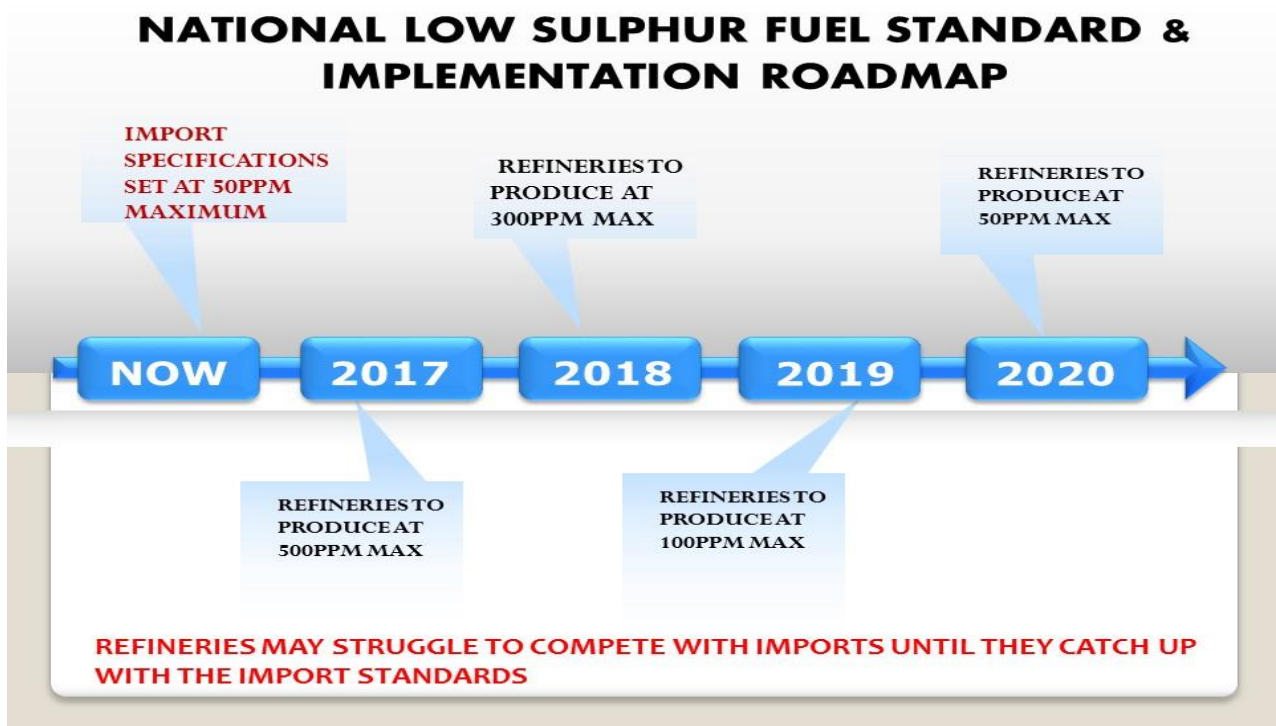 NATIONAL LOW SULPHUR FUEL STANDARD &
IMPLEMENTATION ROADMAP
IMPORT
SPECIFICATIONS
SET AT 50PPM
MAXIMUM
REFINERIES TO
PRODUCE AT
300PPM MAX
REFINERIES TO
PRODUCE AT
50PPM MAX
NOW
2017
2018
2019
2020
REFINERIES TO
PRODUCE AT
500PPM MAX
REFINERIES TO
PRODUCE AT
100PPM MAX
REFINERIES MAY STRUGGLE TO COMPETE WITH IMPORTS UNTIL THEY CATCH UP
WITH THE IMPORT STANDARDS